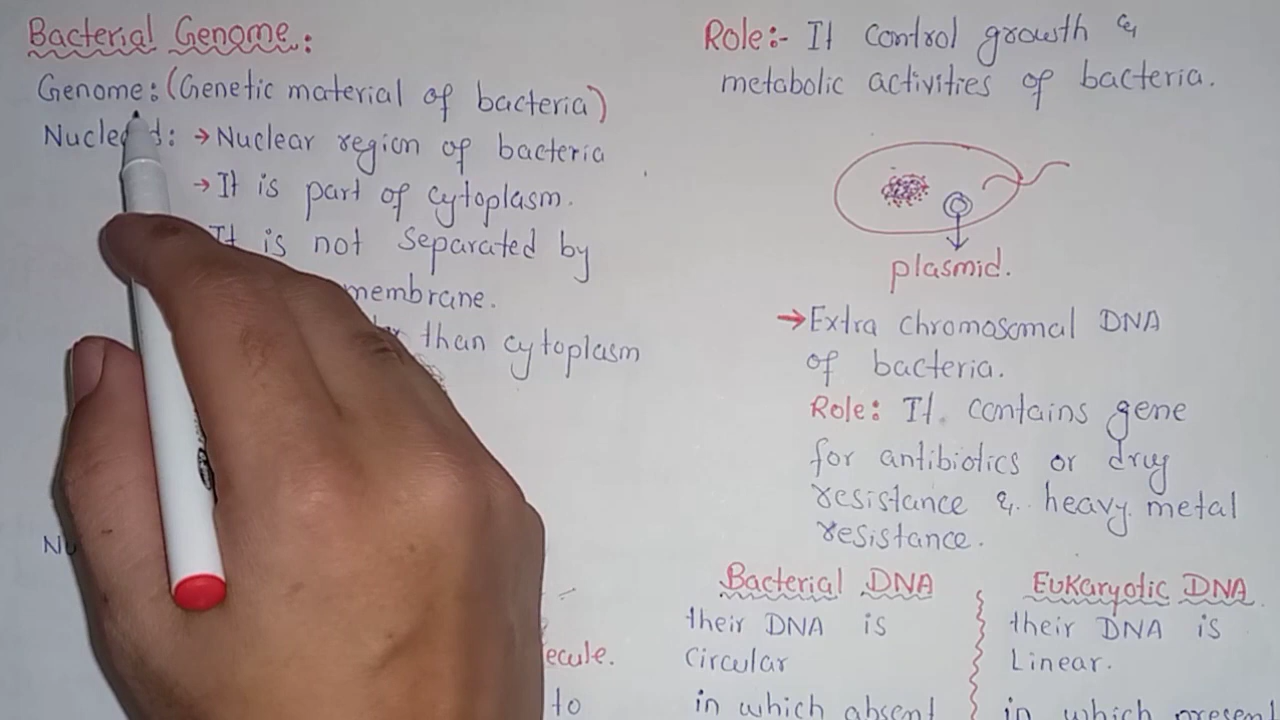 Bacterial Genome:
Genome: (Genetic material of bacteria)
Nucleoid: → Nuclear region of bacteria
→ It is part of cytoplasm.
It is not separated by
membrane.
than cytoplasm
ecule.
to
Role:- It control growth &
metabolic activities of bacteria.
plasmid.
→ Extra chromosomal DNA
of bacteria.
Role: It contains gene
for antibiotics or drug
resistance & heavy metal
resistance.
Bacterial DNA
their DNA is
Circular
in which absent
Eukaryotic DNA
their DNA is
Linear.
in which present